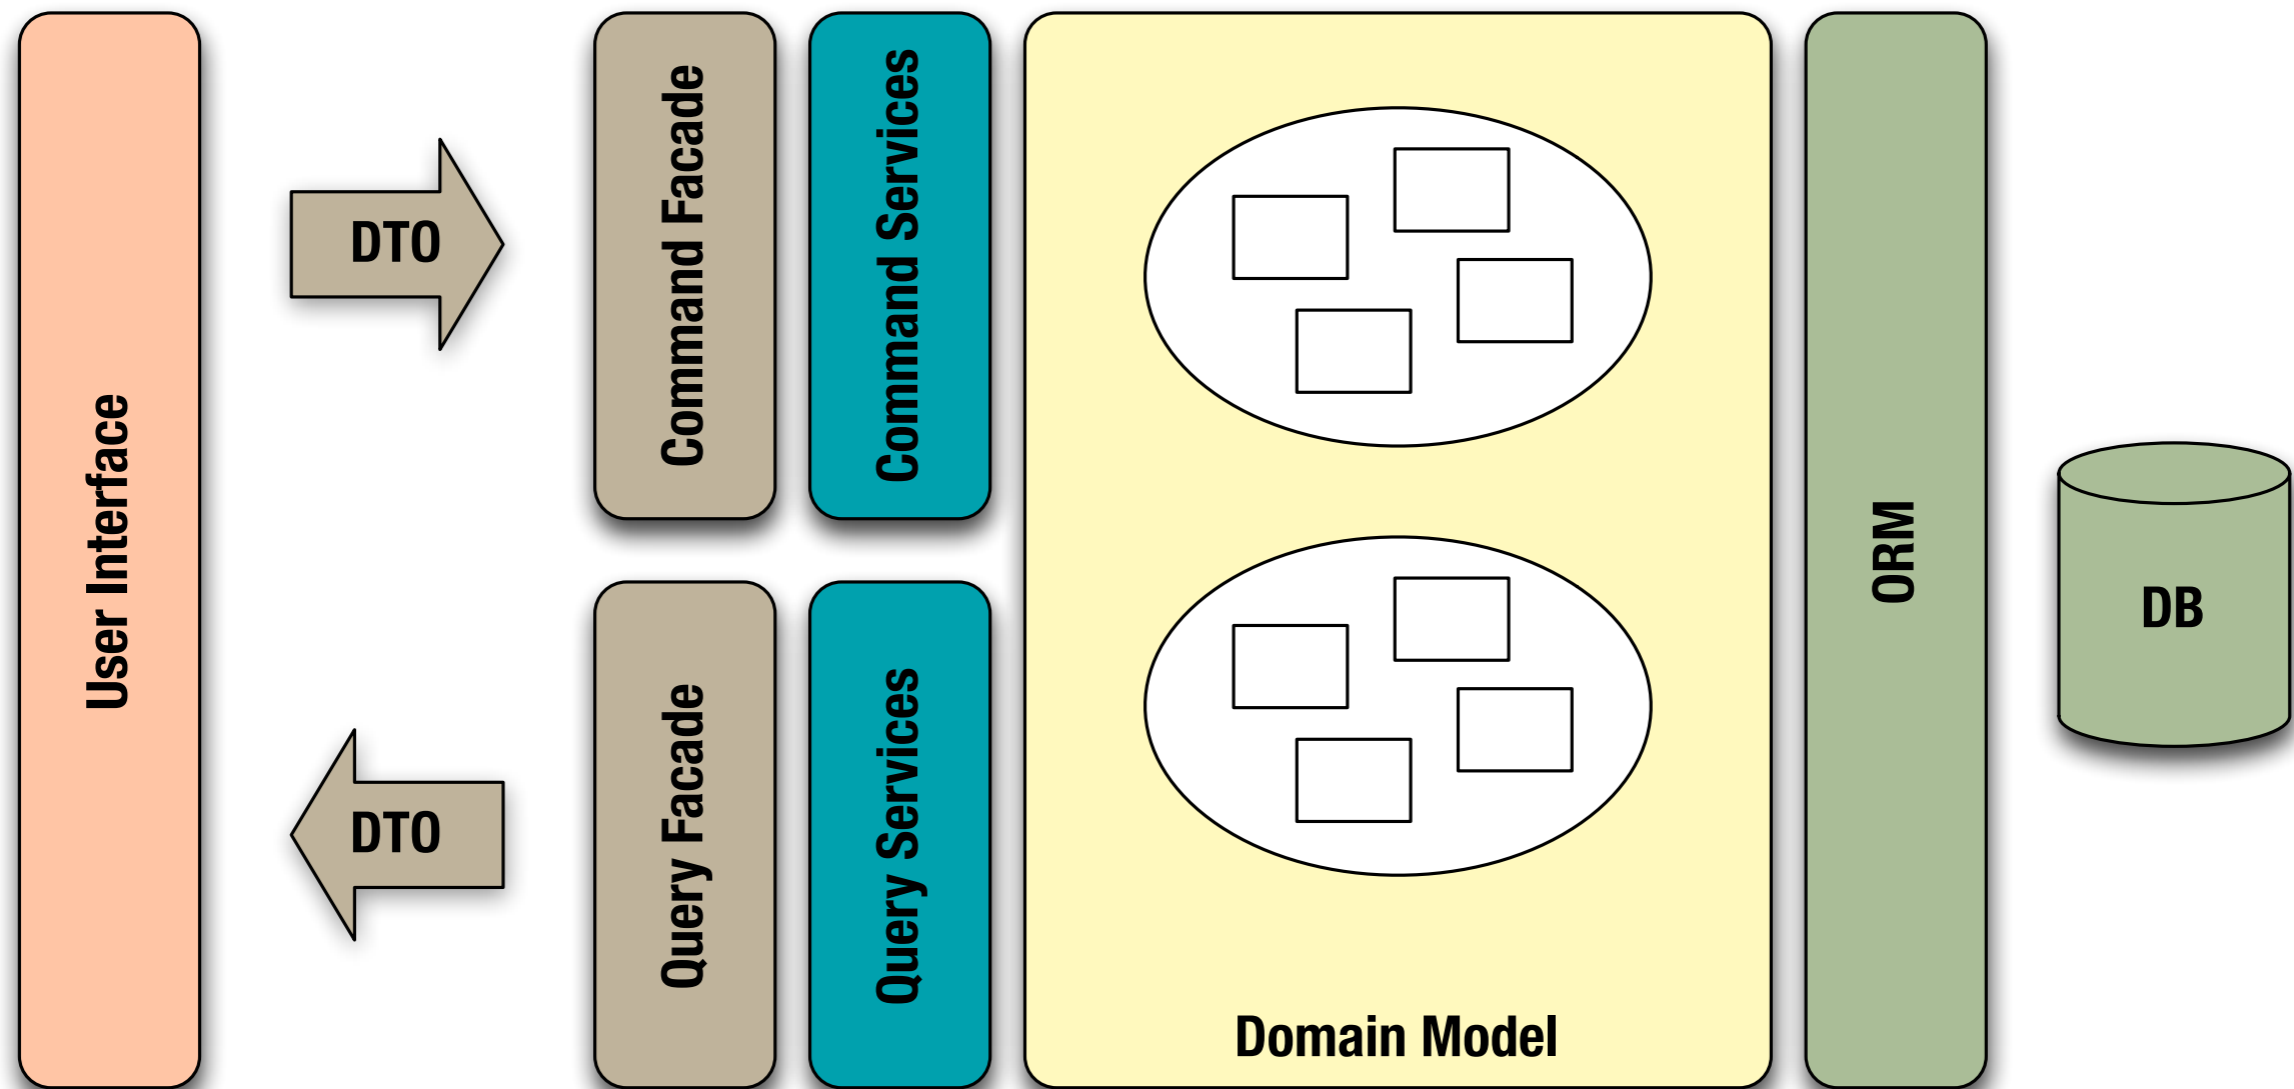 User Interface
DTO
Command Facade
Command Services
DTO
Query Facade
Query Services
Domain Model
ORM
DB